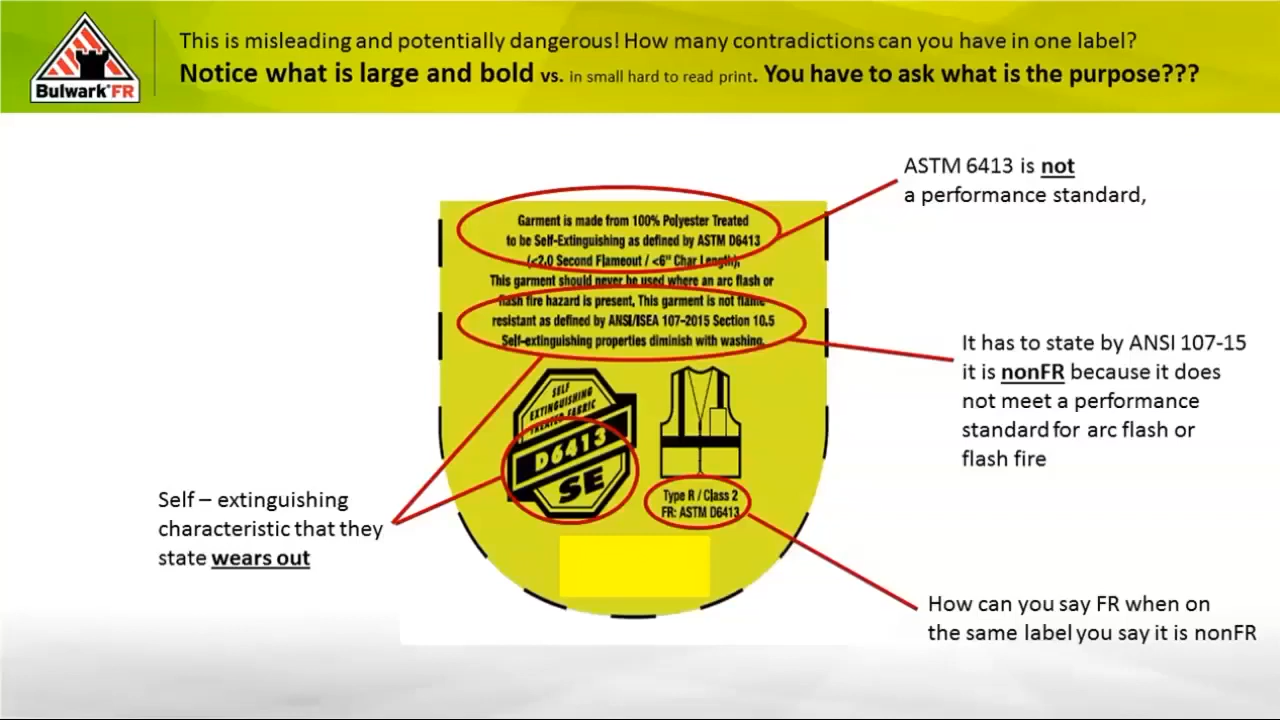 This is misleading and potentially dangerous! How many contradictions can you have in one label?
Notice what is large and bold vs. in small hard to read print. You have to ask what is the purpose???
Bulwark®FR
ASTM 6413 is not
a performance standard,
Garment is made from 100% Polyester Treated
to be Self-Extinguishing as defined by ASTM D6413
(<2.0 Second Flameout / <6" Char Length).
This garment should never be used where an arc flash or
flash fire hazard is present. This garment is not flame
resistant as defined by ANSI/ISEA 107-2015 Section 10.5
Self-extinguishing properties diminish with washing.
It has to state by ANSI 107-15
it is nonFR because it does
not meet a performance
standard for arc flash or
flash fire
SELF
EXTINGUISHING
TREATED FABRIC
D6413
SE
Type R / Class 2
FR: ASTM D6413
Self – extinguishing
characteristic that they
state wears out
How can you say FR when on
the same label you say it is nonFR